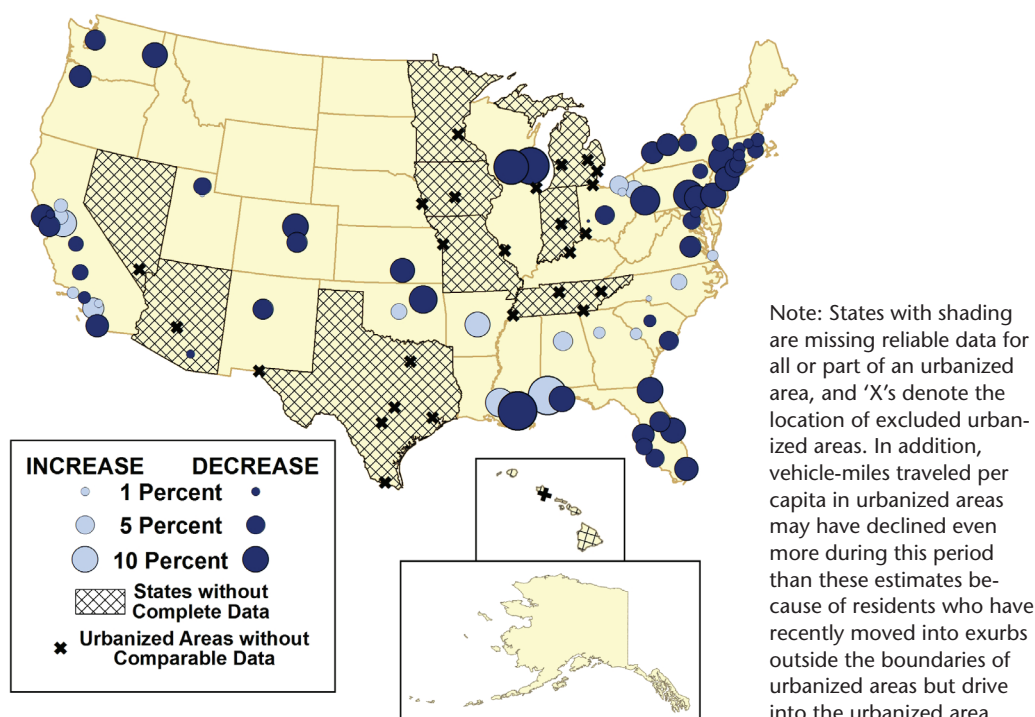 INCREASE DECREASE
1 Percent
5 Percent
10 Percent
States without
Complete Data
Urbanized Areas without
Comparable Data
Note: States with shading
are missing reliable data for
all or part of an urbanized
area, and ‘X’s denote the
location of excluded urban-
ized areas. In addition,
vehicle-miles traveled per
capita in urbanized areas
may have declined even
more during this period
than these estimates be-
cause of residents who have
recently moved into exurbs
outside the boundaries of
urbanized areas but drive
into the urbanized area